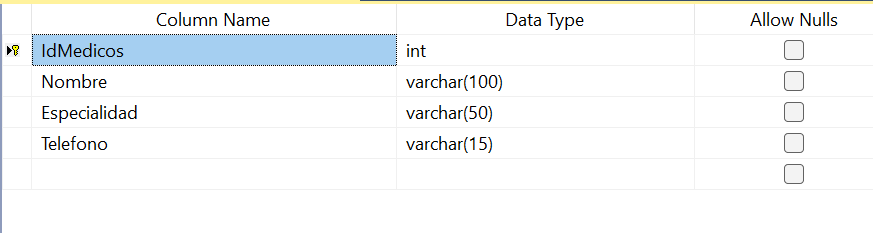 Column Name Data Type Allow Nulls
IdMedicos int
Nombre varchar(100)
Especialidad varchar(50)
Telefono varchar(15)